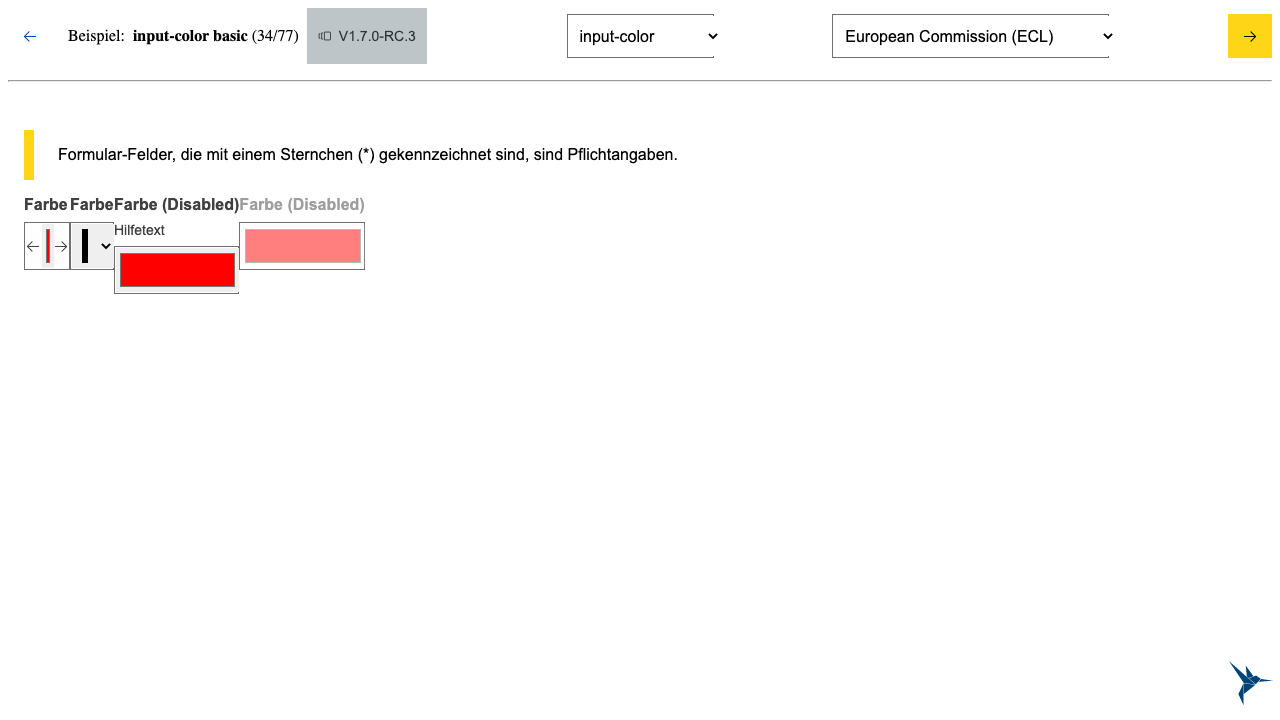 Beispiel: input-color basic (34/77) V1.7.0-RC.3 input-color European Commission (ECL)
Formular-Felder, die mit einem Sternchen (*) gekennzeichnet sind, sind Pflichtangaben.
Farbe Farbe Farbe (Disabled) Farbe (Disabled)
Hilfetext